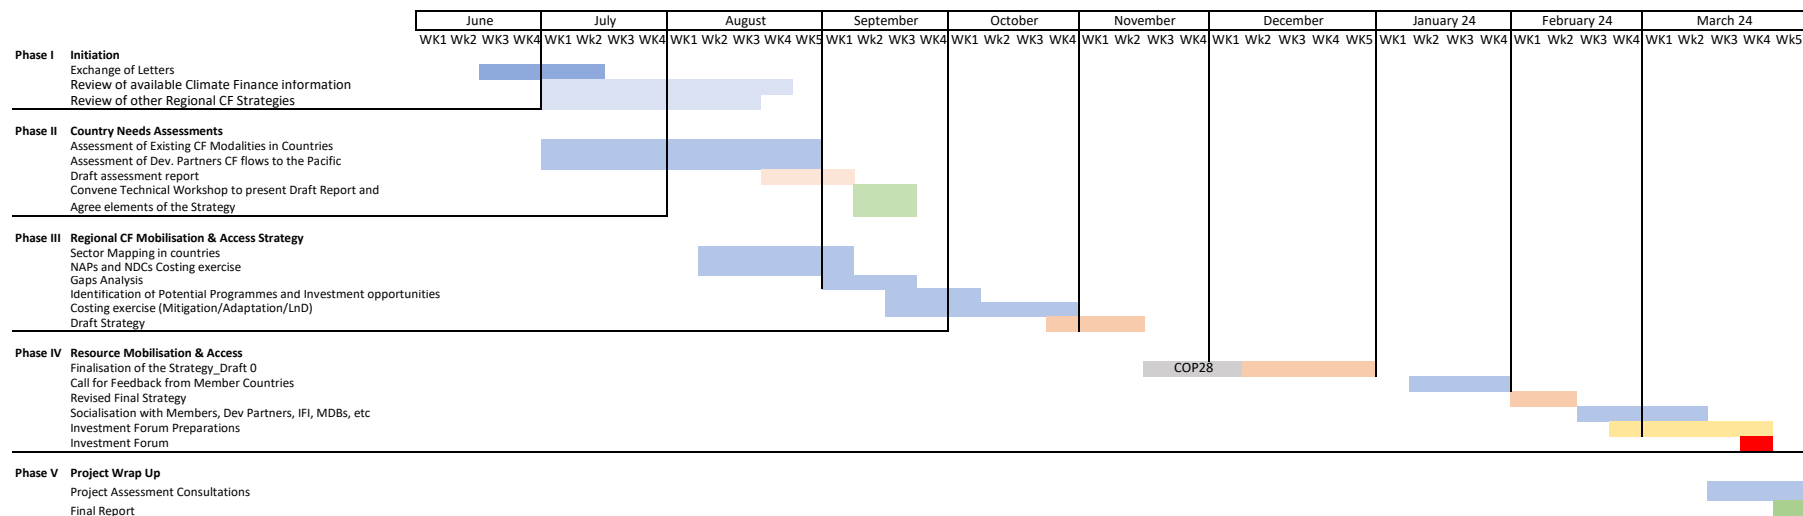 June July August September October November December January 24 February 24 March 24
WK1 Wk2 WK3 WK4 WK1 Wk2 WK3 WK4 WK1 Wk2 WK3 WK4 WK5 WK1 Wk2 WK3 WK4 WK1 Wk2 WK3 WK4 WK1 Wk2 WK3 WK4 WK1 Wk2 WK3 WK4 WK5 WK1 Wk2 WK3 WK4 WK1 Wk2 WK3 WK4 WK1 Wk2 WK3 WK4 Wk5
Phase I Initiation
Exchange of Letters
Review of available Climate Finance information
Review of other Regional CF Strategies
Phase II Country Needs Assessments
Assessment of Existing CF Modalities in Countries
Assessment of Dev. Partners CF flows to the Pacific
Draft assessment report
Convene Technical Workshop to present Draft Report and
Agree elements of the Strategy
Phase III Regional CF Mobilisation & Access Strategy
Sector Mapping in countries
NAPs and NDCs Costing exercise
Gaps Analysis
Identification of Potential Programmes and Investment opportunities
Costing exercise (Mitigation/Adaptation/LnD)
Draft Strategy
Phase IV Resource Mobilisation & Access
Finalisation of the Strategy_Draft 0 COP28
Call for Feedback from Member Countries
Revised Final Strategy
Socialisation with Members, Dev Partners, IFI, MDBs, etc
Investment Forum Preparations
Investment Forum
Phase V Project Wrap Up
Project Assessment Consultations
Final Report